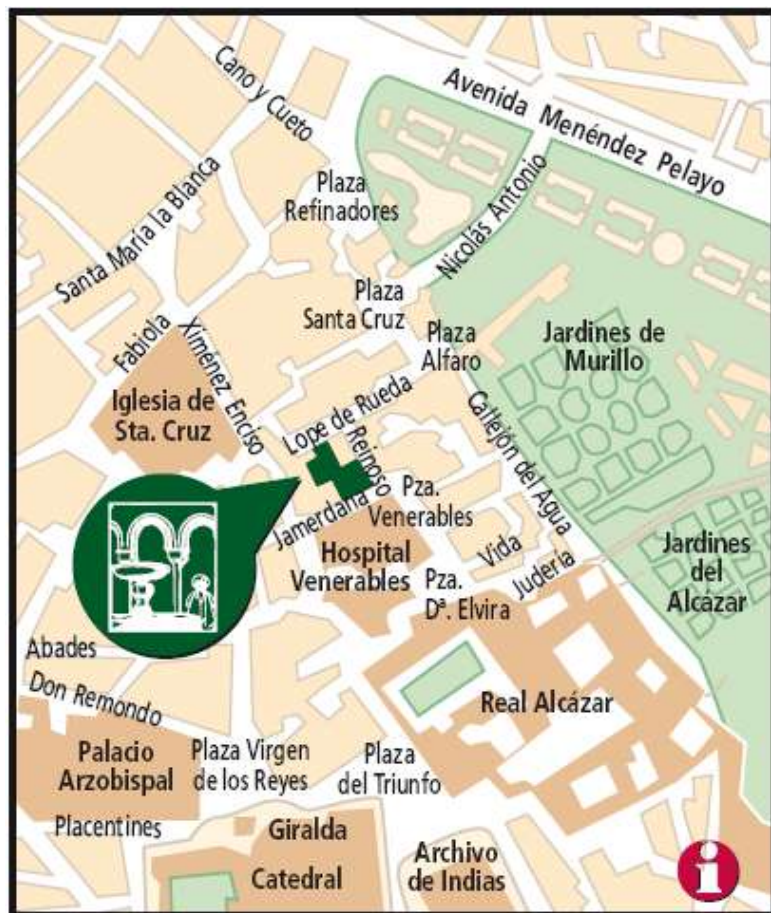 Cano y Cueto
Avenida Menéndez Pelayo
Plaza
Refinadores
Nicolás Antonio
Santa María la Blanca
Plaza
Santa Cruz
Plaza
Alfaro
Jardines de
Murillo
Fabiola
Ximénez Enciso
Iglesia de
Sta. Cruz
Lope de Rueda
Reinoso
Callejón del Agua
Jamerdana
Pza.
Venerables
Hospital
Venerables
Vida
Judería
Pza.
Dª. Elvira
Jardines
del
Alcázar
Abades
Don Remondo
Real Alcázar
Palacio
Arzobispal
Plaza Virgen
de los Reyes
Plaza
del Triunfo
Placentines
Giralda
Catedral
Archivo
de Indias
i